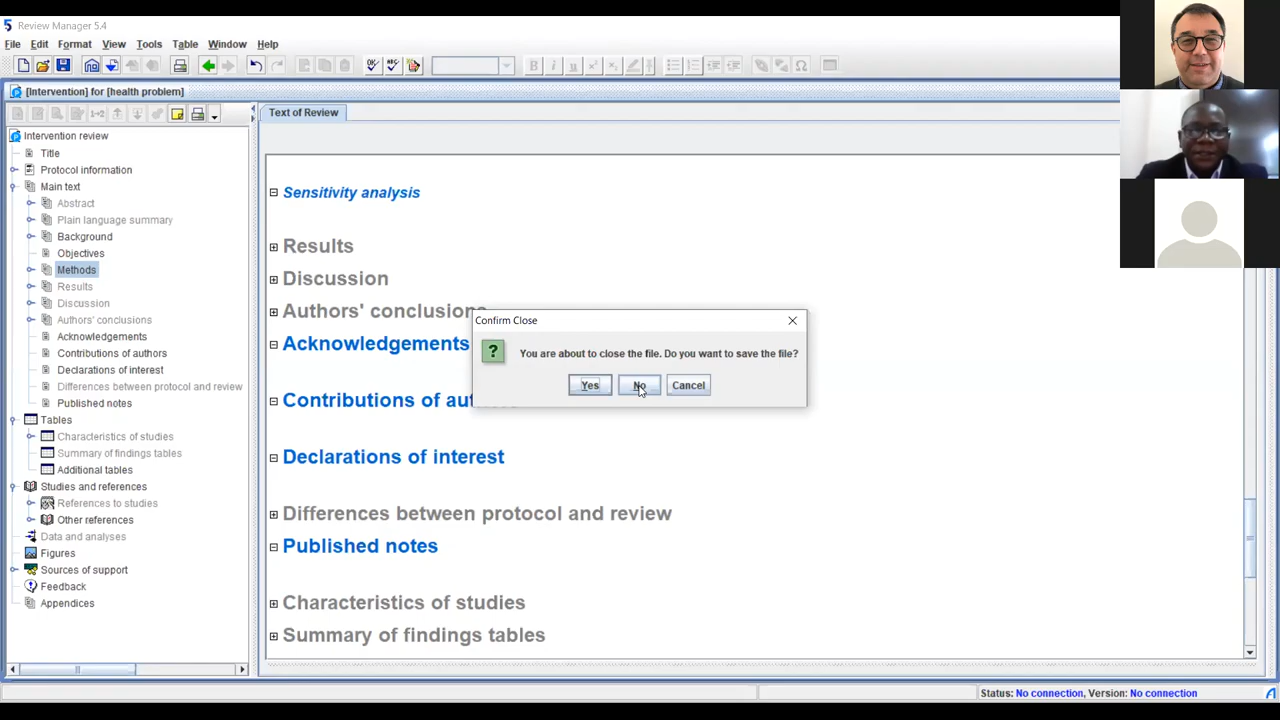 Review Manager 5.4
File Edit Format View Tools Table Window Help
[Intervention] for [health problem]
Intervention review
Title
Protocol information
Main text
Abstract
Plain language summary
Background
Objectives
Methods
Results
Discussion
Authors' conclusions
Acknowledgements
Contributions of authors
Declarations of interest
Differences between protocol and review
Published notes
Tables
Characteristics of studies
Summary of findings tables
Additional tables
Studies and references
References to studies
Other references
Data and analyses
Figures
Sources of support
Feedback
Appendices
Text of Review
Sensitivity analysis
Results
Discussion
Authors' conclusions
Acknowledgements
Contributions of
Declarations of interest
Differences between protocol and review
Published notes
Characteristics of studies
Summary of findings tables
Confirm Close
You are about to close the file. Do you want to save the file?
Yes No Cancel
Status: No connection, Version: No connection